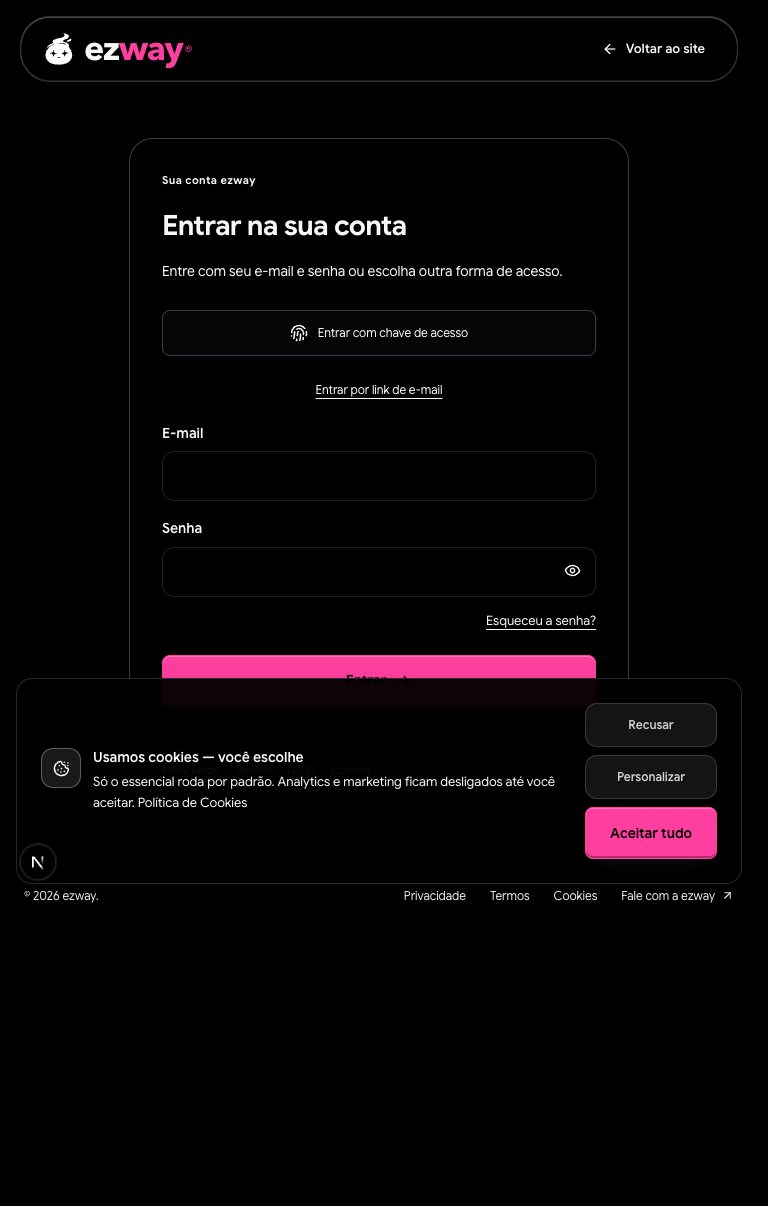 ezway®
Voltar ao site
Sua conta ezway
Entrar na sua conta
Entre com seu e-mail e senha ou escolha outra forma de acesso.
Entrar com chave de acesso
Entrar por link de e-mail
E-mail
Senha
Esqueceu a senha?
Entrar
Recusar
Usamos cookies — você escolhe
Só o essencial roda por padrão. Analytics e marketing ficam desligados até você
aceitar. Política de Cookies
Personalizar
Aceitar tudo
N
© 2026 ezway.
Privacidade
Termos
Cookies
Fale com a ezway